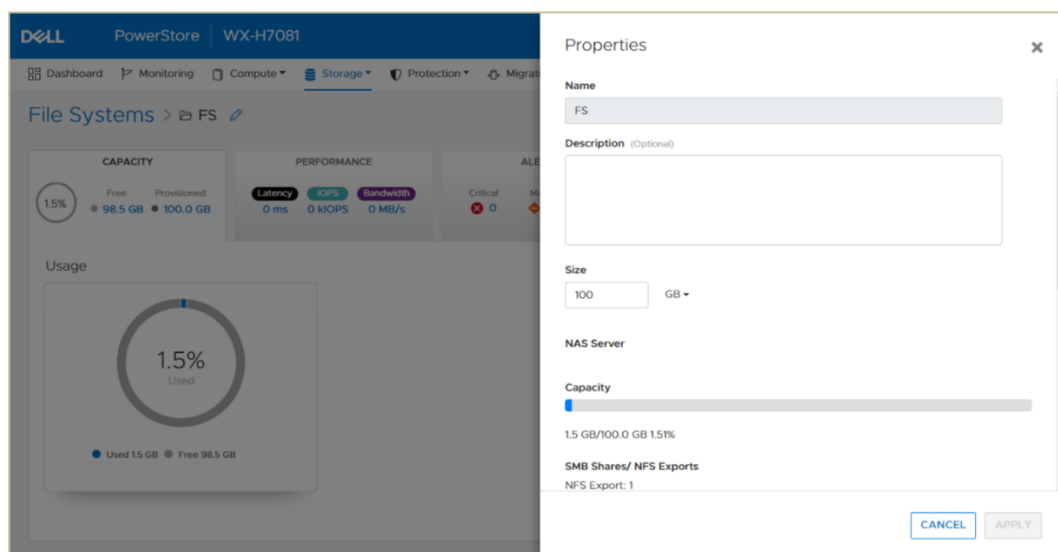 DELL PowerStore WX-H7081
Dashboard Monitoring Compute Storage Protection Migrati
File Systems > FS
CAPACITY
1.5%
Free Provisioned
98.5 GB 100.0 GB
PERFORMANCE
Latency IOPS Bandwidth
0 ms 0 kIOPS 0 MB/s
ALE
Critical Ma
0
Usage
1.5%
Used
Used 1.5 GB Free 98.5 GB
Properties
Name
FS
Description (Optional)
Size
100 GB
NAS Server
Capacity
1.5 GB/100.0 GB 1.51%
SMB Shares/ NFS Exports
NFS Export: 1
CANCEL APPLY